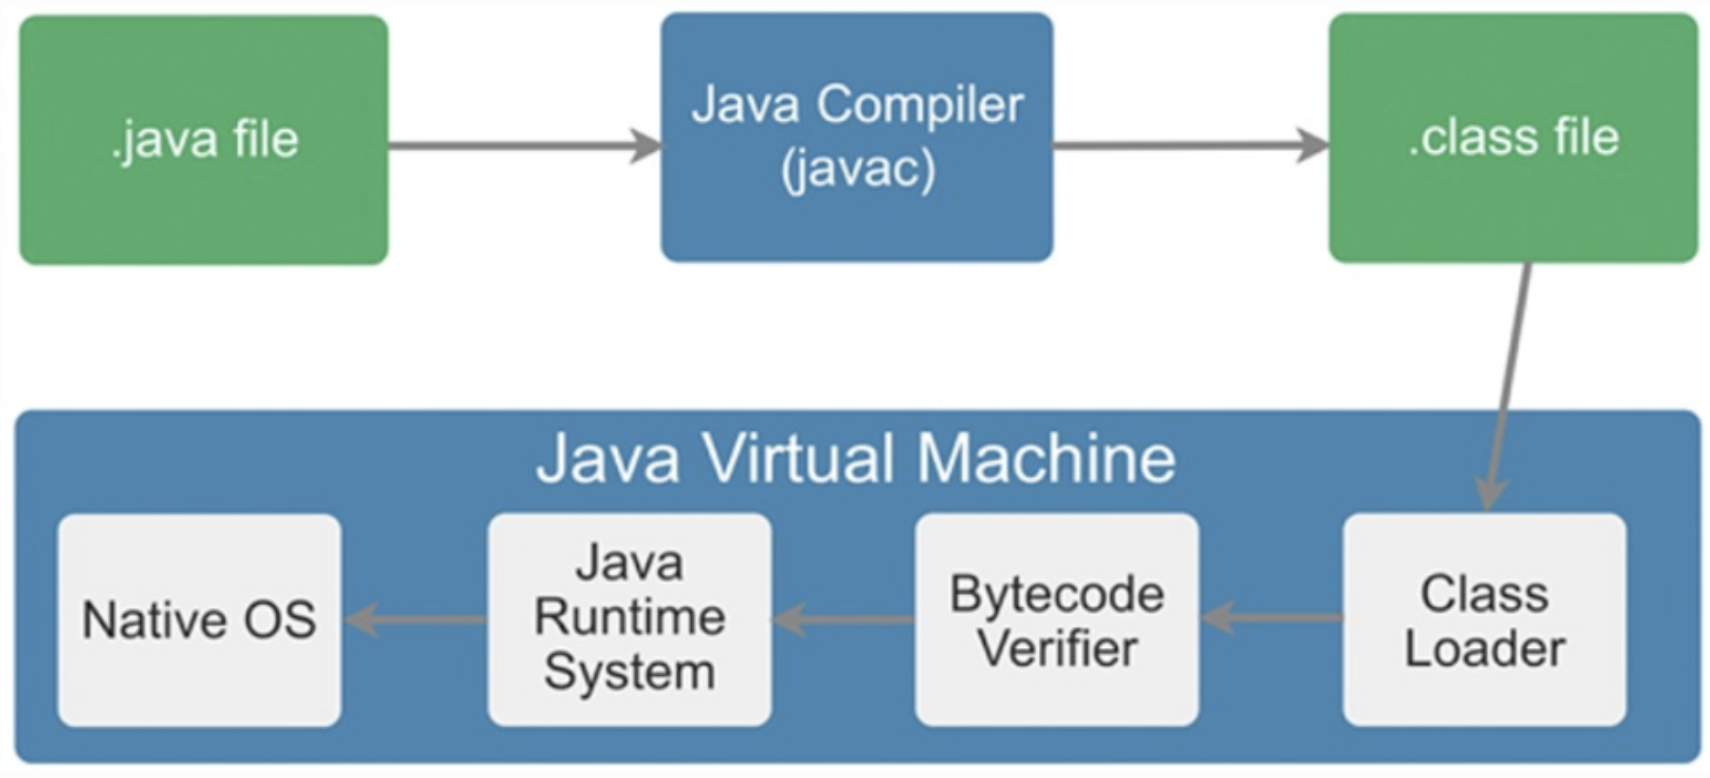 .java file
Java Compiler
(javac)
.class file
Java Virtual Machine
Native OS
Java
Runtime
System
Bytecode
Verifier
Class
Loader